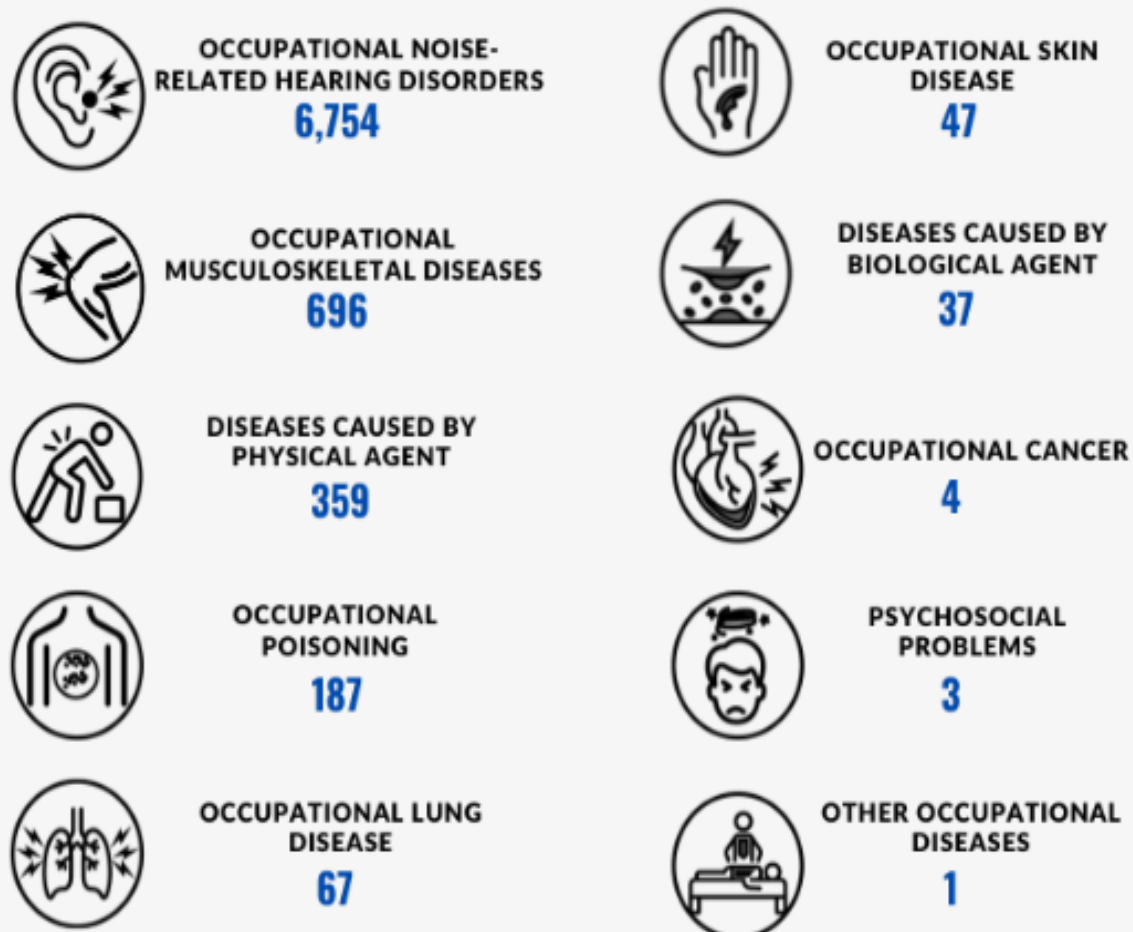 OCCUPATIONAL NOISE-
RELATED HEARING DISORDERS
6,754
OCCUPATIONAL
MUSCULOSKELETAL DISEASES
696
DISEASES CAUSED BY
PHYSICAL AGENT
359
OCCUPATIONAL
POISONING
187
OCCUPATIONAL LUNG
DISEASE
67
OCCUPATIONAL SKIN
DISEASE
47
DISEASES CAUSED BY
BIOLOGICAL AGENT
37
OCCUPATIONAL CANCER
4
PSYCHOSOCIAL
PROBLEMS
3
OTHER OCCUPATIONAL
DISEASES
1